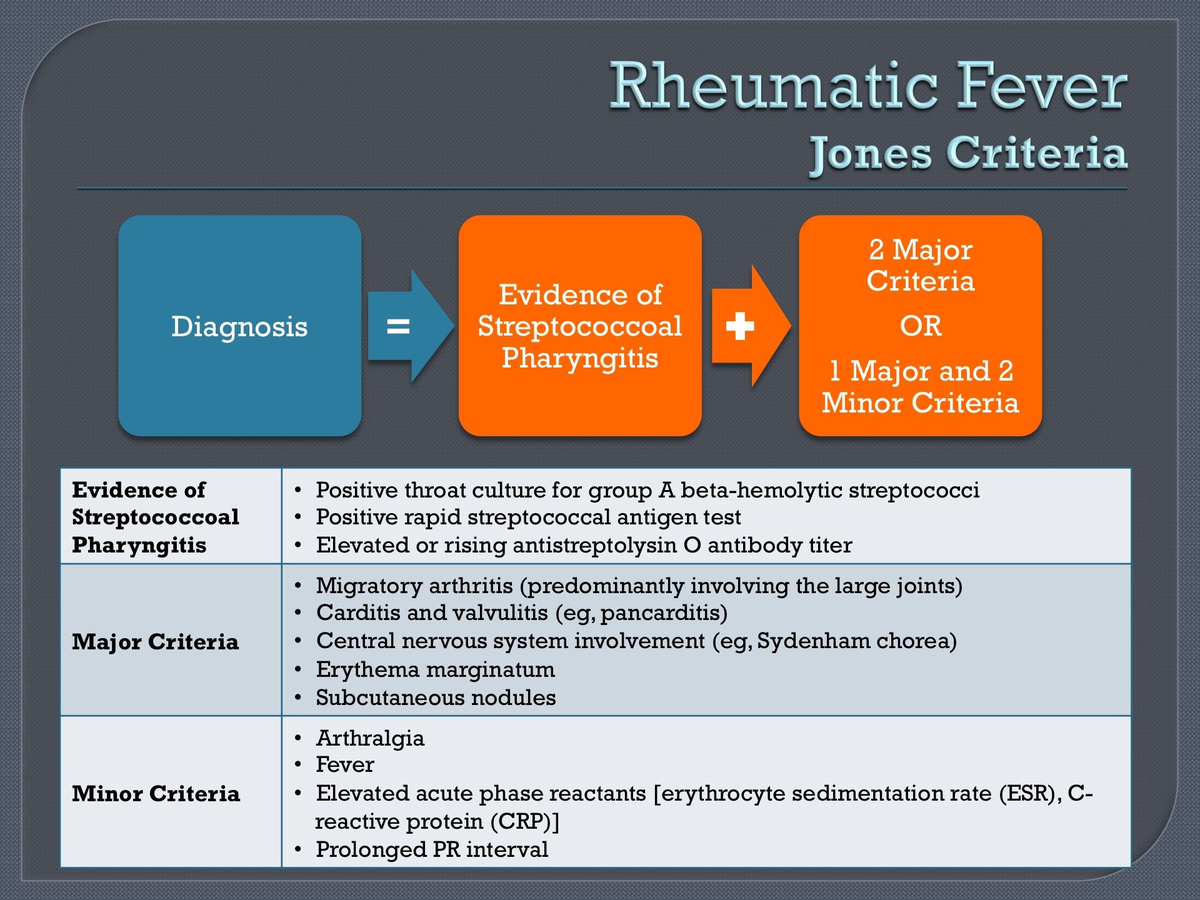 Rheumatic Fever
Jones Criteria
Diagnosis
=
Evidence of
Streptococcoal
Pharyngitis
+
2 Major
Criteria
OR
1 Major and 2
Minor Criteria
Evidence of
Streptococcoal
Pharyngitis
• Positive throat culture for group A beta-hemolytic streptococci
• Positive rapid streptococcal antigen test
• Elevated or rising antistreptolysin O antibody titer
Major Criteria
• Migratory arthritis (predominantly involving the large joints)
• Carditis and valvulitis (eg, pancarditis)
• Central nervous system involvement (eg, Sydenham chorea)
• Erythema marginatum
• Subcutaneous nodules
Minor Criteria
• Arthralgia
• Fever
• Elevated acute phase reactants [erythrocyte sedimentation rate (ESR), C-
reactive protein (CRP)]
• Prolonged PR interval